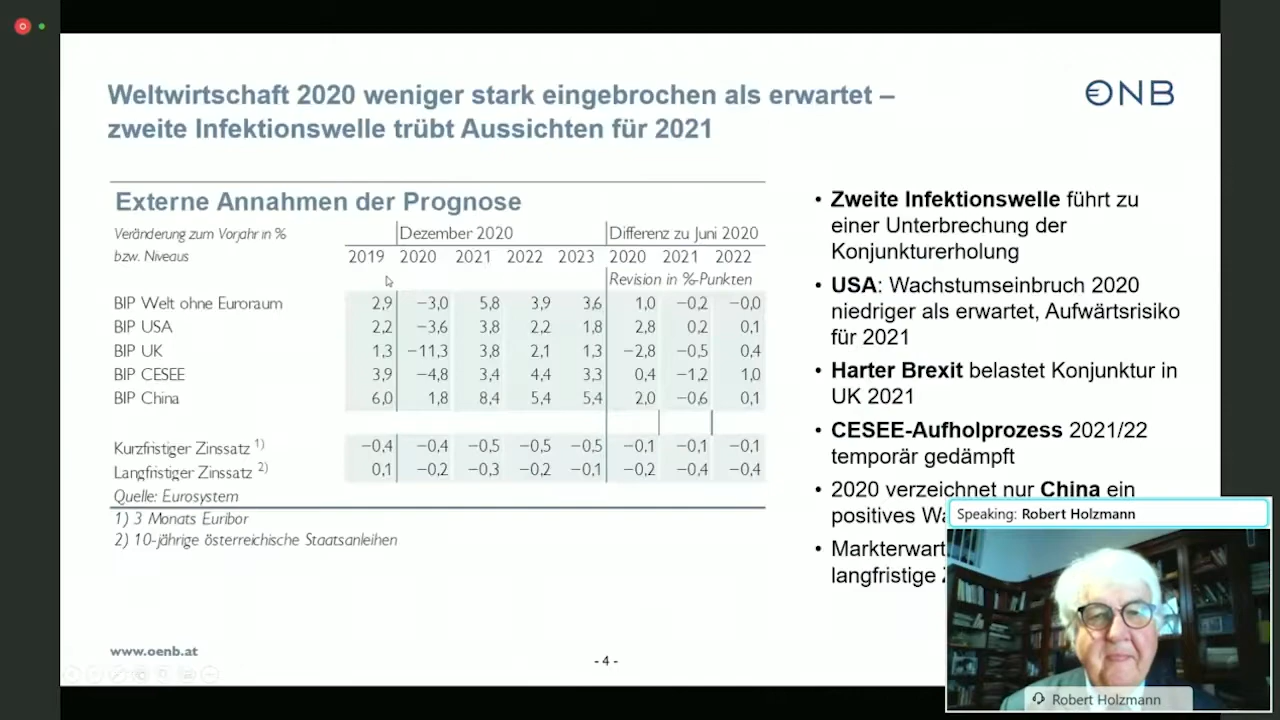 Weltwirtschaft 2020 weniger stark eingebrochen als erwartet –
zweite Infektionswelle trübt Aussichten für 2021
ONB
Externe Annahmen der Prognose
Veränderung zum Vorjahr in % Dezember 2020 Differenz zu Juni 2020
bzw. Niveaus 2019 2020 2021 2022 2023 2020 2021 2022
Revision in %-Punkten
BIP Welt ohne Euroraum 2,9 −3,0 5,8 3,9 3,6 1,0 −0,2 −0,0
BIP USA 2,2 −3,6 3,8 2,2 1,8 2,8 0,2 0,1
BIP UK 1,3 −11,3 3,8 2,1 1,3 −2,8 −0,5 0,4
BIP CESEE 3,9 −4,8 3,4 4,4 3,3 0,4 −1,2 1,0
BIP China 6,0 1,8 8,4 5,4 5,4 2,0 −0,6 0,1
Kurzfristiger Zinssatz 1) −0,4 −0,4 −0,5 −0,5 −0,5 −0,1 −0,1 −0,1
Langfristiger Zinssatz 2) 0,1 −0,2 −0,3 −0,2 −0,1 −0,2 −0,4 −0,4
Quelle: Eurosystem
1) 3 Monats Euribor
2) 10-jährige österreichische Staatsanleihen
• Zweite Infektionswelle führt zu
einer Unterbrechung der
Konjunkturerholung
• USA: Wachstumseinbruch 2020
niedriger als erwartet, Aufwärtsrisiko
für 2021
• Harter Brexit belastet Konjunktur in
UK 2021
• CESEE-Aufholprozess 2021/22
temporär gedämpft
• 2020 verzeichnet nur China ein
positives
• langfristige
Speaking: Robert Holzmann
Robert Holzmann
www.oenb.at
- 4 -